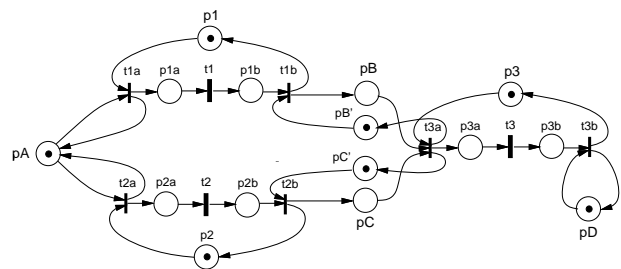 p1
t1a
p1a
t1
p1b
t1b
pB
p3
pB'
t3a
p3a
t3
p3b
t3b
pA
pC'
t2a
p2a
t2
p2b
t2b
pC
pD
p2